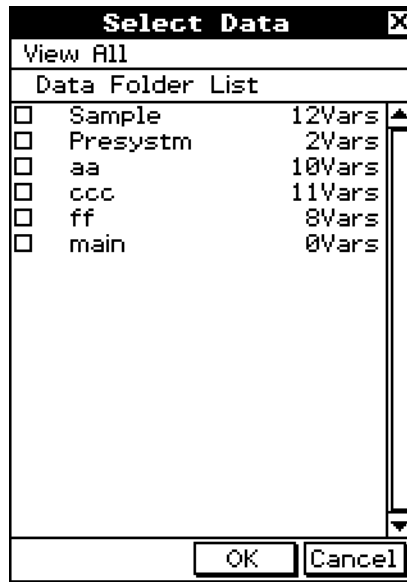 Select Data
View All
Data Folder List
Sample 12Vars
Presystm 2Vars
aa 10Vars
ccc 11Vars
ff 8Vars
main 0Vars
OK Cancel